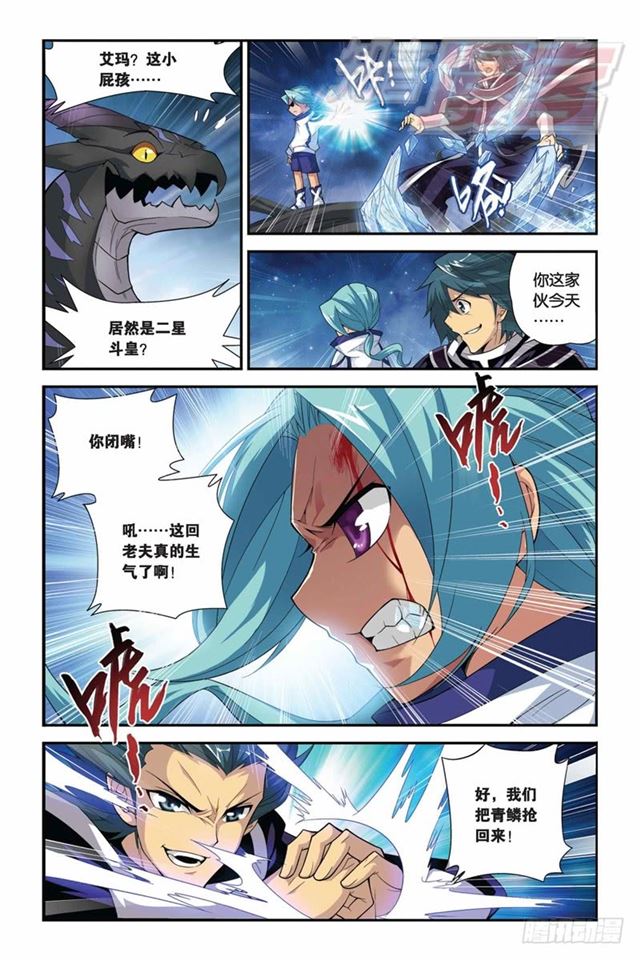 艾玛？这小
屁孩……
居然是二星
斗皇？
咔!
咯!
你这家
伙今天
……
你闭嘴！
唬!
吼……这回
老夫真的生
气了啊！
唬!
好，我们
把青鳞抢
回来！
腾讯动漫